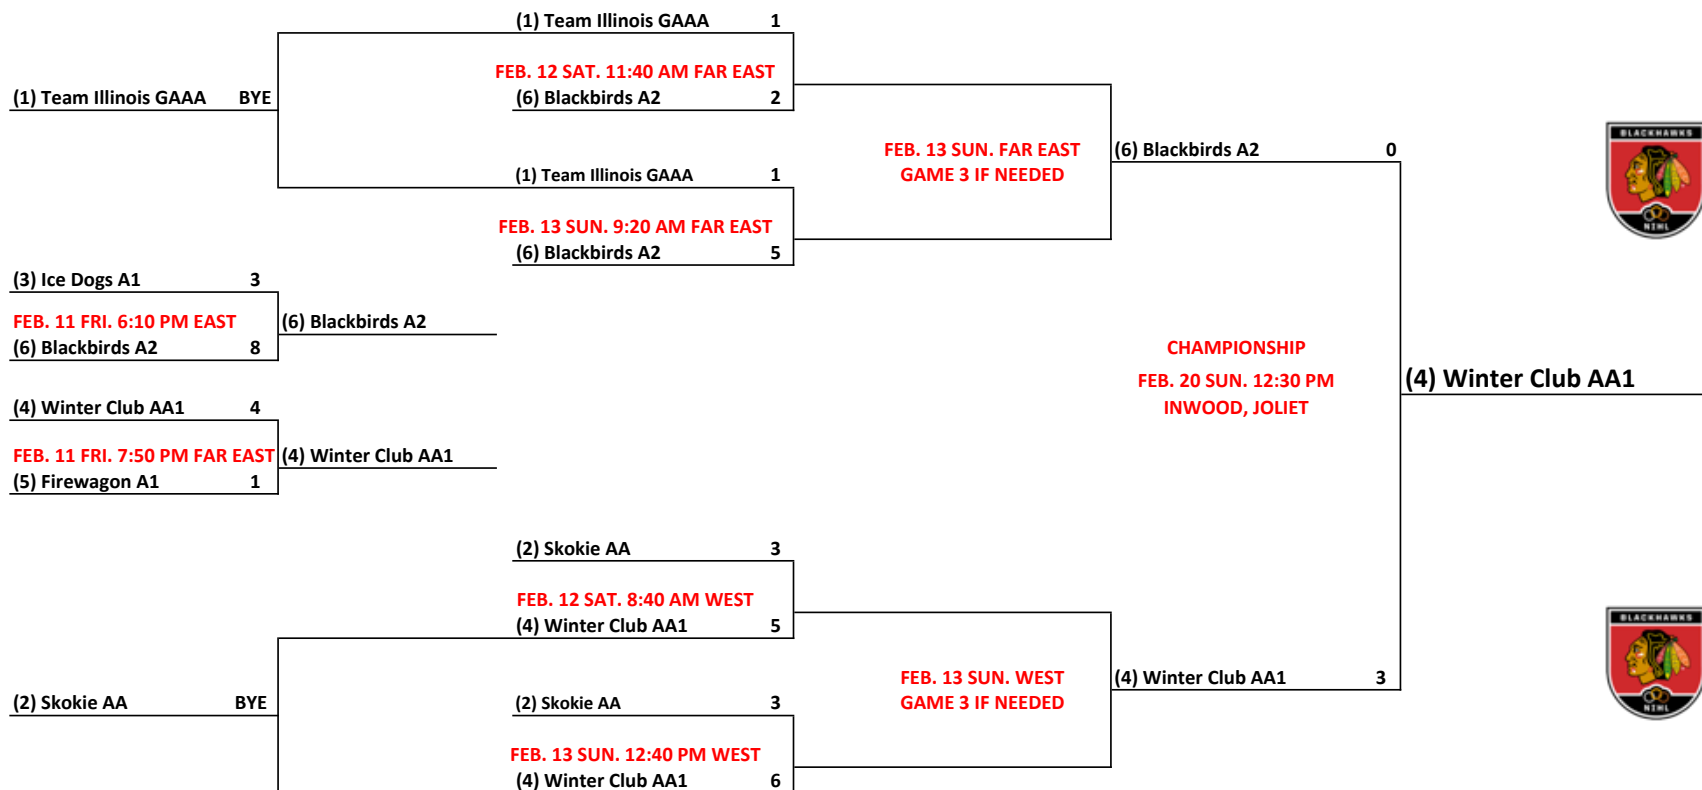 (1) Team Illinois GAAA 1
FEB. 12 SAT. 11:40 AM FAR EAST
(1) Team Illinois GAAA BYE
(6) Blackbirds A2 2
BLACKHAWKS
NIHL
FEB. 13 SUN. FAR EAST
GAME 3 IF NEEDED
(6) Blackbirds A2 0
(1) Team Illinois GAAA 1
FEB. 13 SUN. 9:20 AM FAR EAST
(6) Blackbirds A2 5
(3) Ice Dogs A1 3
FEB. 11 FRI. 6:10 PM EAST
(6) Blackbirds A2
(6) Blackbirds A2 8
CHAMPIONSHIP
FEB. 20 SUN. 12:30 PM
INWOOD, JOLIET
(4) Winter Club AA1
(4) Winter Club AA1 4
FEB. 11 FRI. 7:50 PM FAR EAST
(4) Winter Club AA1
(5) Firewagon A1 1
(2) Skokie AA 3
FEB. 12 SAT. 8:40 AM WEST
(4) Winter Club AA1 5
BLACKHAWKS
NIHL
FEB. 13 SUN. WEST
GAME 3 IF NEEDED
(4) Winter Club AA1 3
(2) Skokie AA BYE
(2) Skokie AA 3
FEB. 13 SUN. 12:40 PM WEST
(4) Winter Club AA1 6